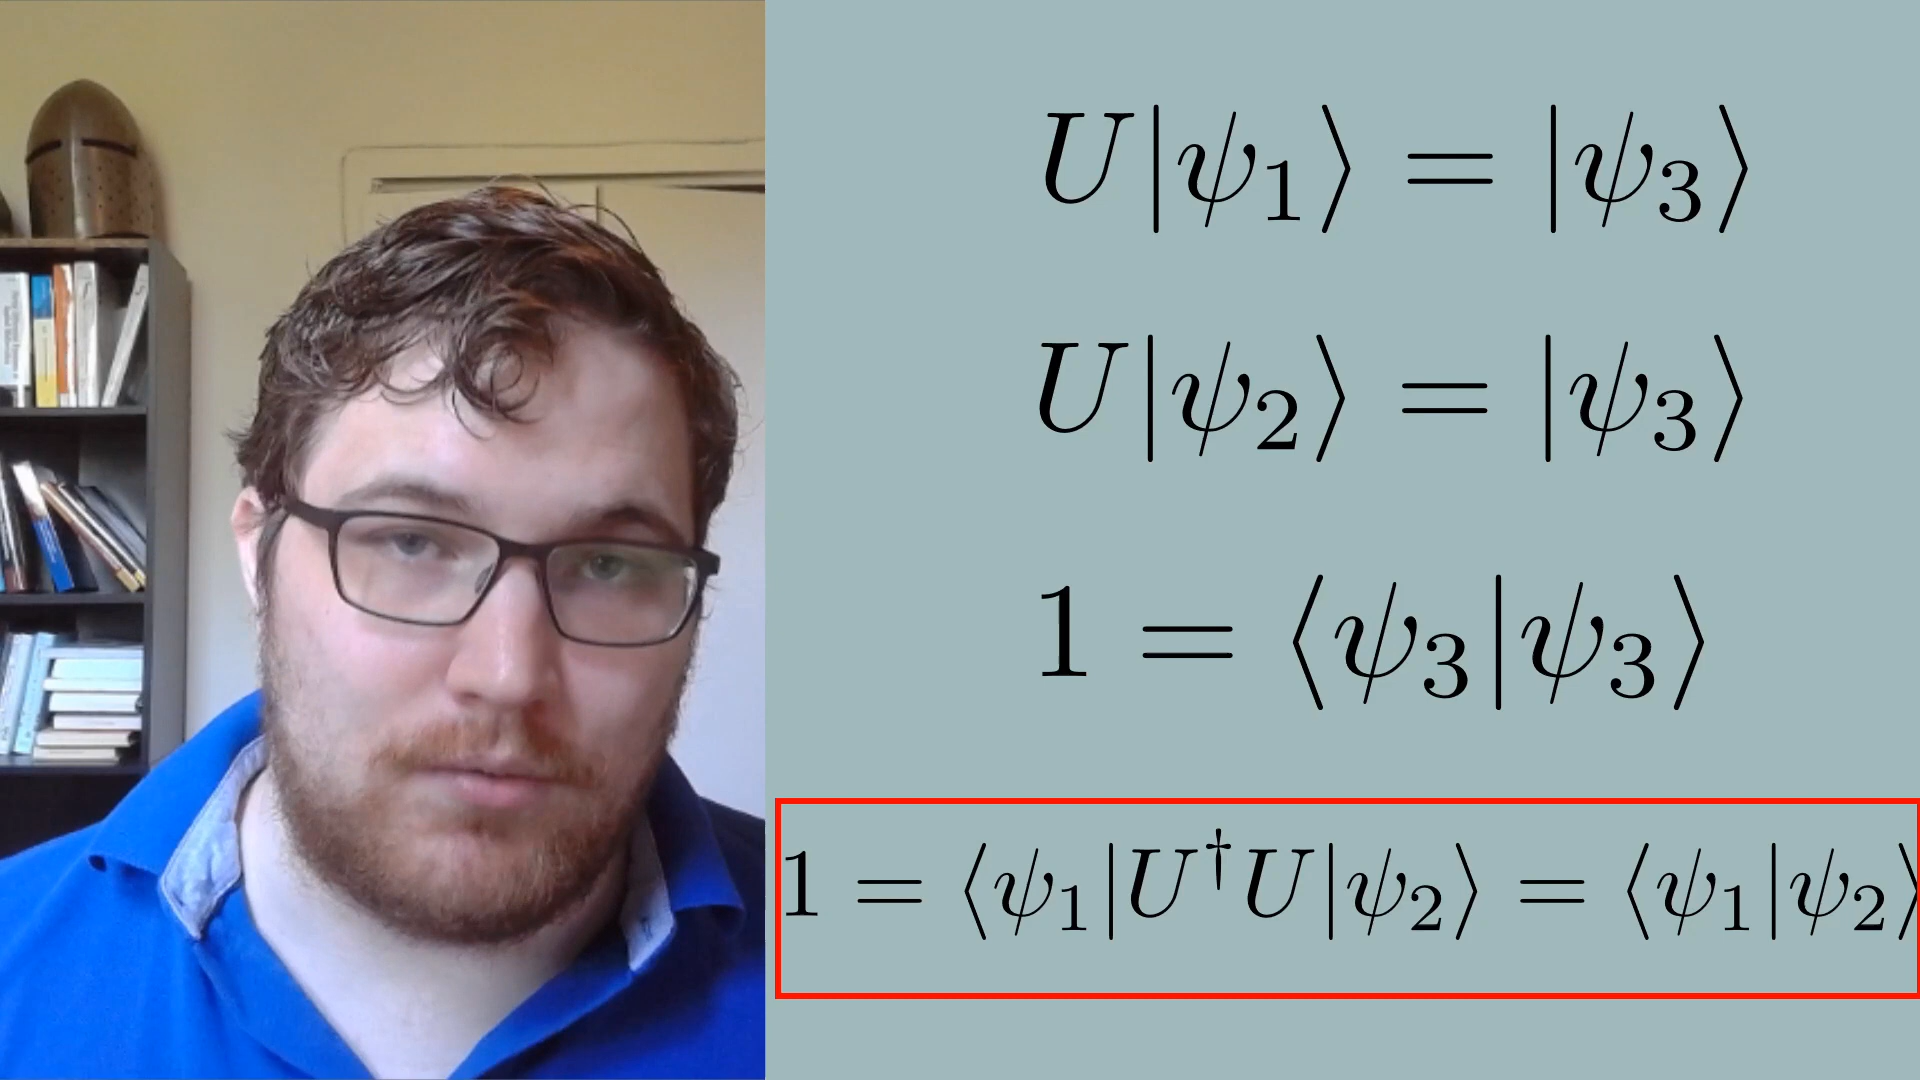 U|ψ₁⟩ = |ψ₃⟩
U|ψ₂⟩ = |ψ₃⟩
1 = ⟨ψ₃|ψ₃⟩
1 = ⟨ψ₁|U†U|ψ₂⟩ = ⟨ψ₁|ψ₂⟩